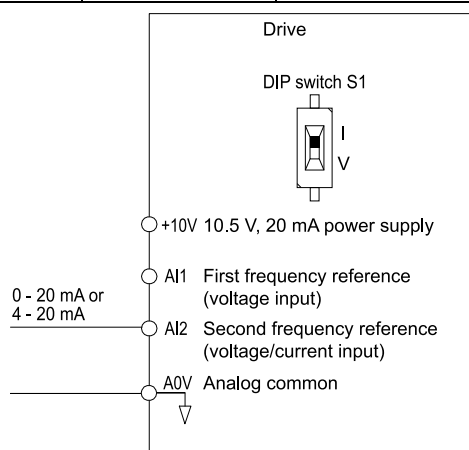 Drive
DIP switch S1
I
V
+10V 10.5 V, 20 mA power supply
AI1 First frequency reference
(voltage input)
0 - 20 mA or
4 - 20 mA
AI2 Second frequency reference
(voltage/current input)
A0V Analog common